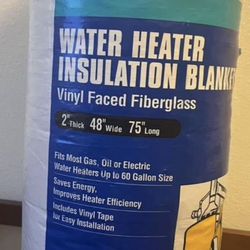 WATER HEATER
INSULATION BLANKE
Vinyl Faced Fiberglass
2" Thick 48" Wide 75" Long
Fits Most Gas, Oil or Electric
Water Heaters Up to 60 Gallon Size
Saves Energy,
Improves Heater Efficiency
Includes Vinyl Tape
for Easy Installation